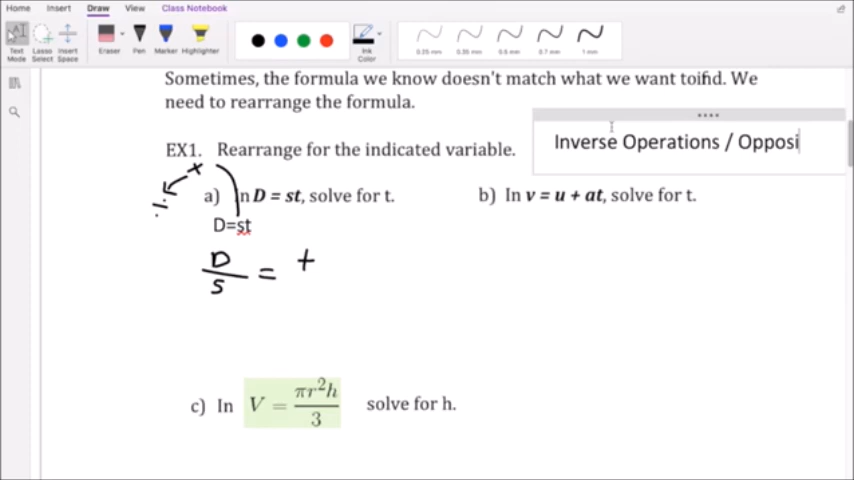 Home Insert Draw View Class Notebook
Text Mode
Lasso Select
Insert Space
Eraser
Pen
Marker
Highlighter
Ink Color
0.25 mm
0.35 mm
0.5 mm
0.7 mm
1 mm
Sometimes, the formula we know doesn't match what we want toifnd. We
need to rearrange the formula.
Inverse Operations / Opposi
EX1. Rearrange for the indicated variable.
×
÷
a) In D = st, solve for t.
b) In v = u + at, solve for t.
D=st
D/S = t
c) In V = πr²h/3 solve for h.